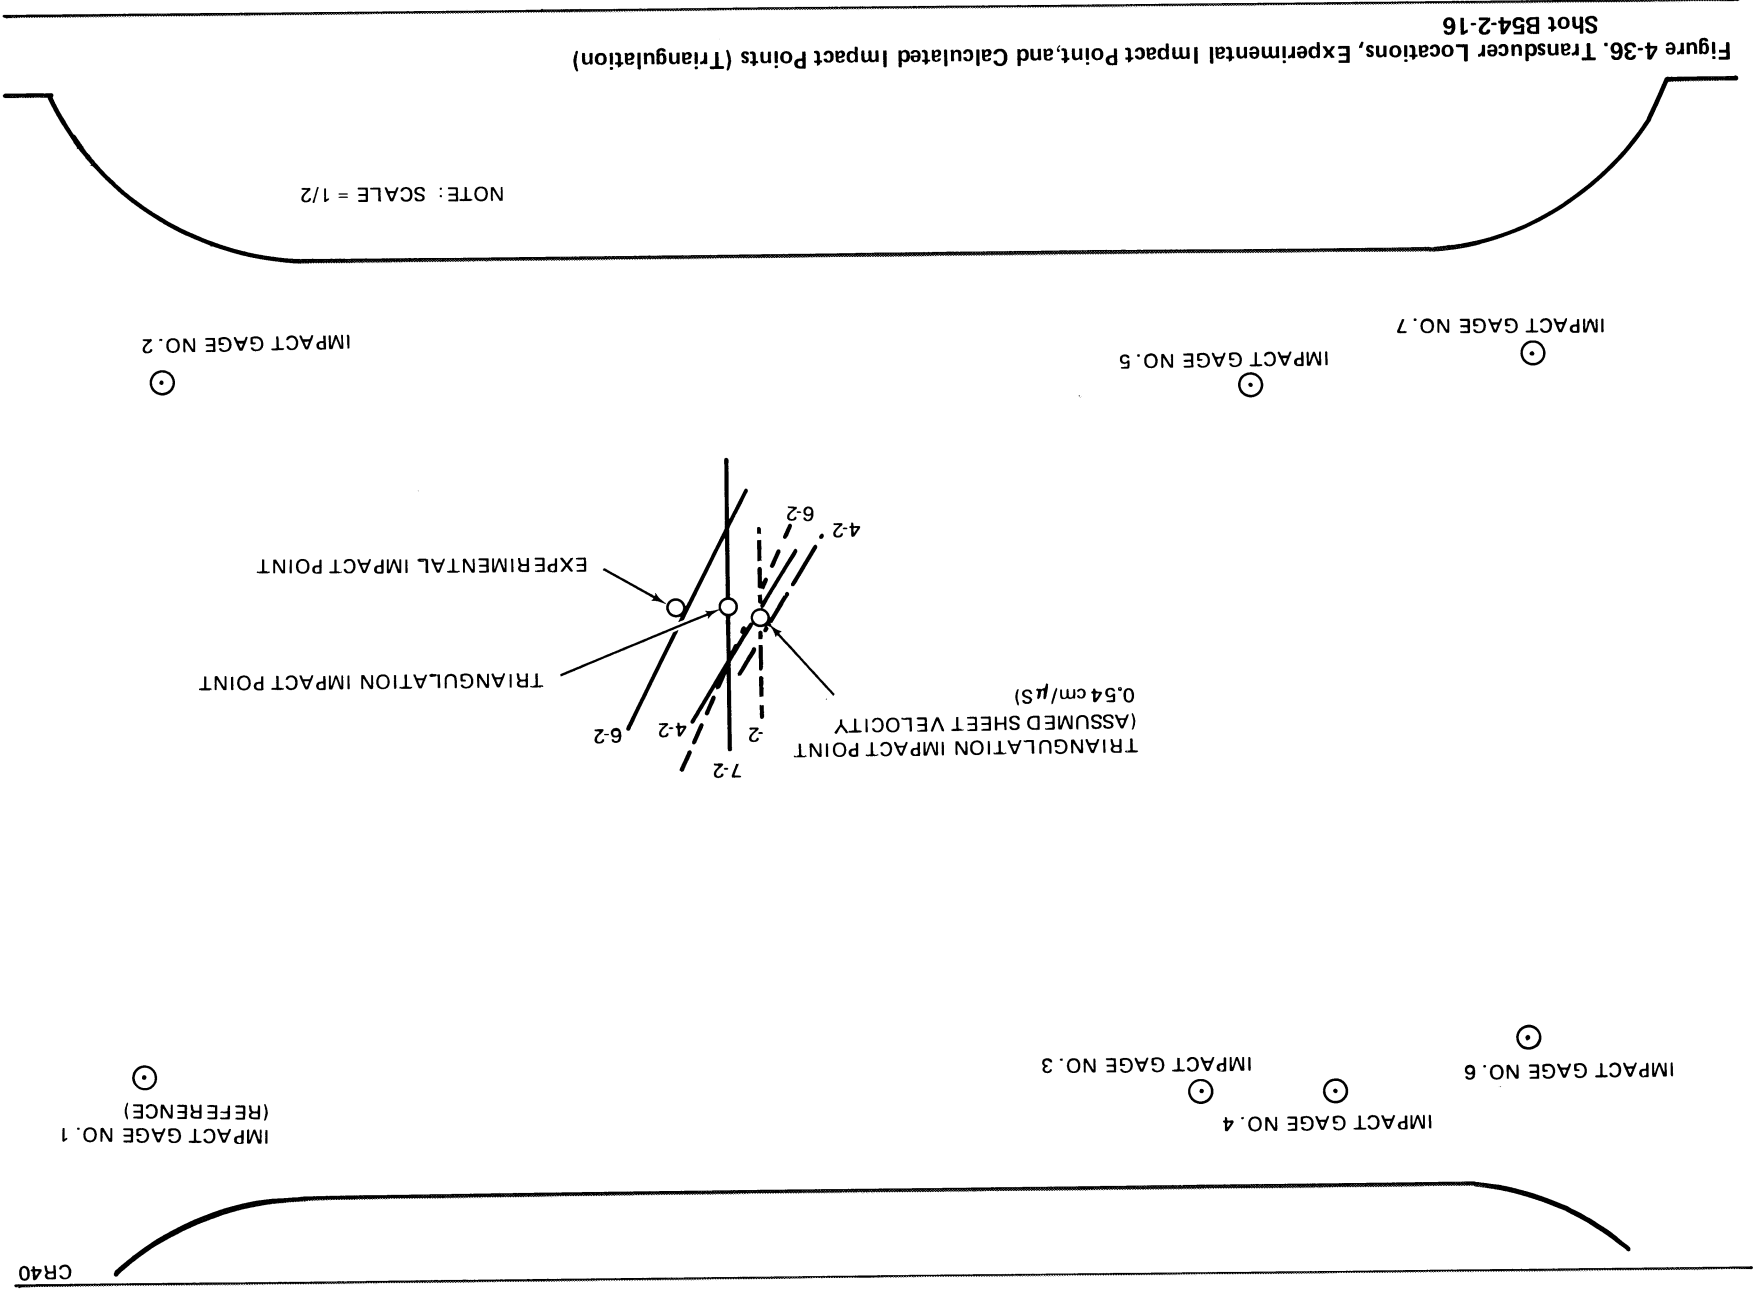 CR40
IMPACT GAGE NO. 1
(REFERENCE)
IMPACT GAGE NO. 4
IMPACT GAGE NO. 6
IMPACT GAGE NO. 3
7-2
TRIANGULATION IMPACT POINT
(ASSUMED SHEET VELOCITY
0.54 cm/μS)
-2
4-2
6-2
TRIANGULATION IMPACT POINT
EXPERIMENTAL IMPACT POINT
4-2
6-2
IMPACT GAGE NO. 5
IMPACT GAGE NO. 2
IMPACT GAGE NO. 7
NOTE: SCALE = 1/2
Figure 4-36. Transducer Locations, Experimental Impact Point, and Calculated Impact Points (Triangulation)
Shot B54-2-16